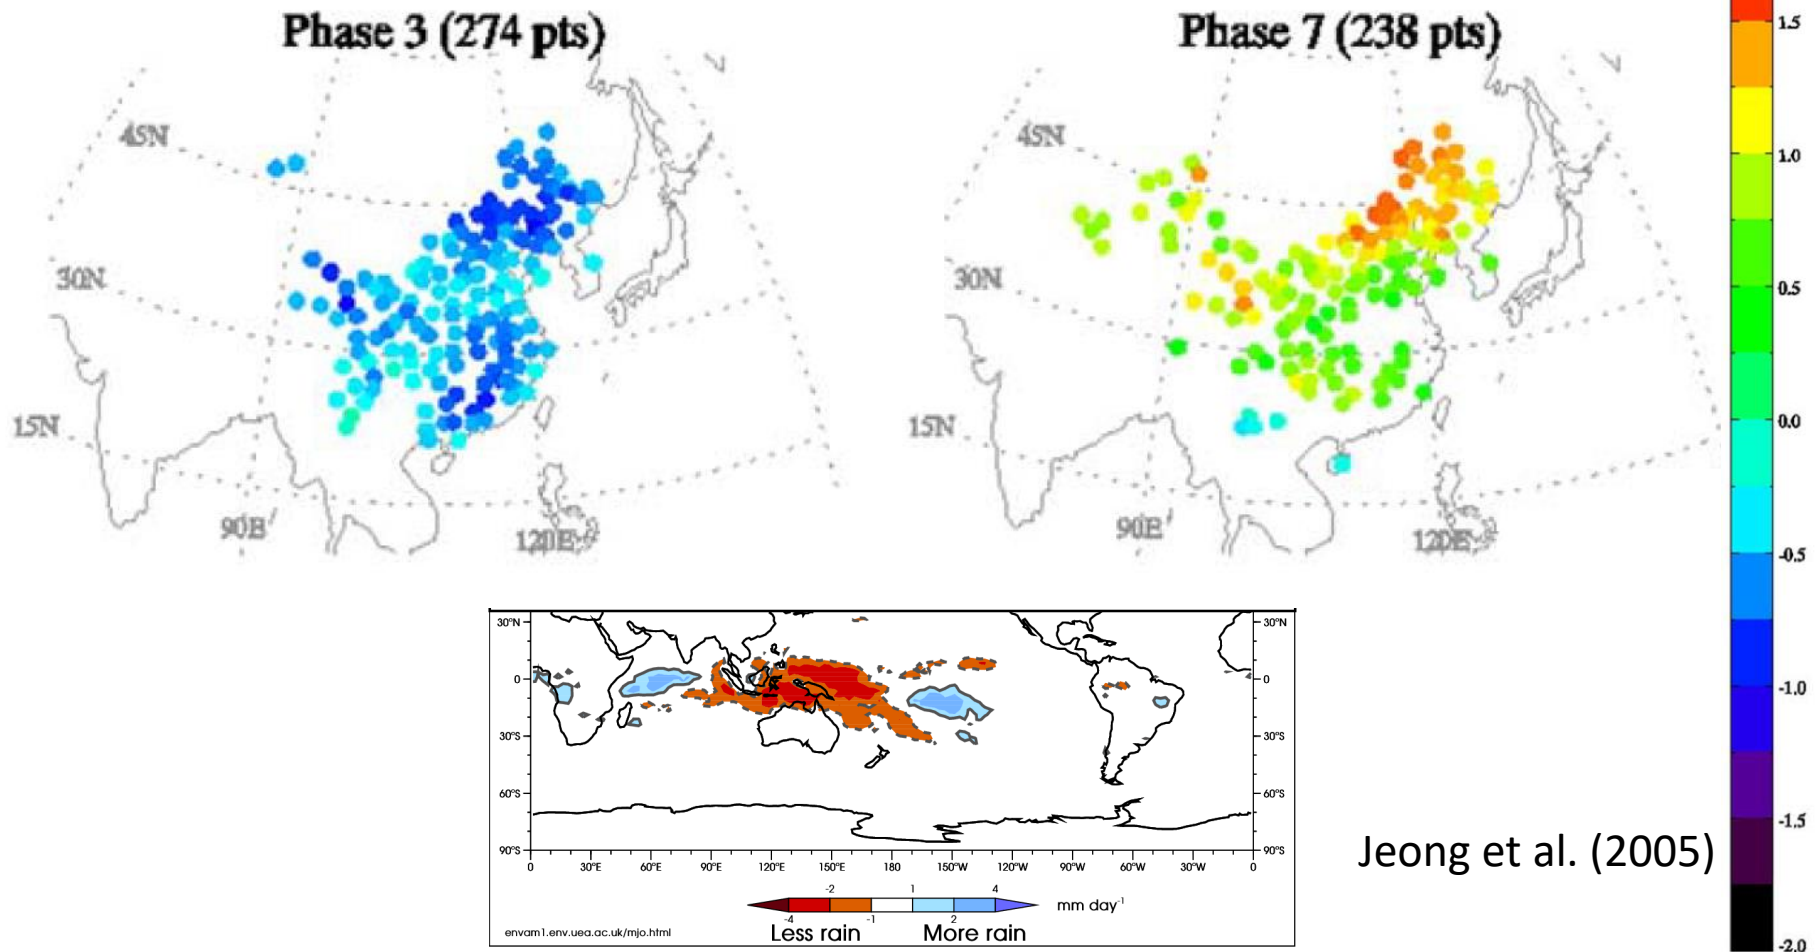 Phase 3 (274 pts)
Phase 7 (238 pts)
45N
30N
15N
90E
120E
45N
30N
15N
90E
120E
1.5
1.0
0.5
0.0
-0.5
-1.0
-1.5
-2.0
30°N
0
30°S
60°S
90°S
30°N
0
30°S
60°S
90°S
0 30°E 60°E 90°E 120°E 150°E 180 150°W 120°W 90°W 60°W 30°W 0
-2 1 4
mm day-1
-4 -1 2
Less rain More rain
envam1.env.uea.ac.uk/mjo.html
Jeong et al. (2005)